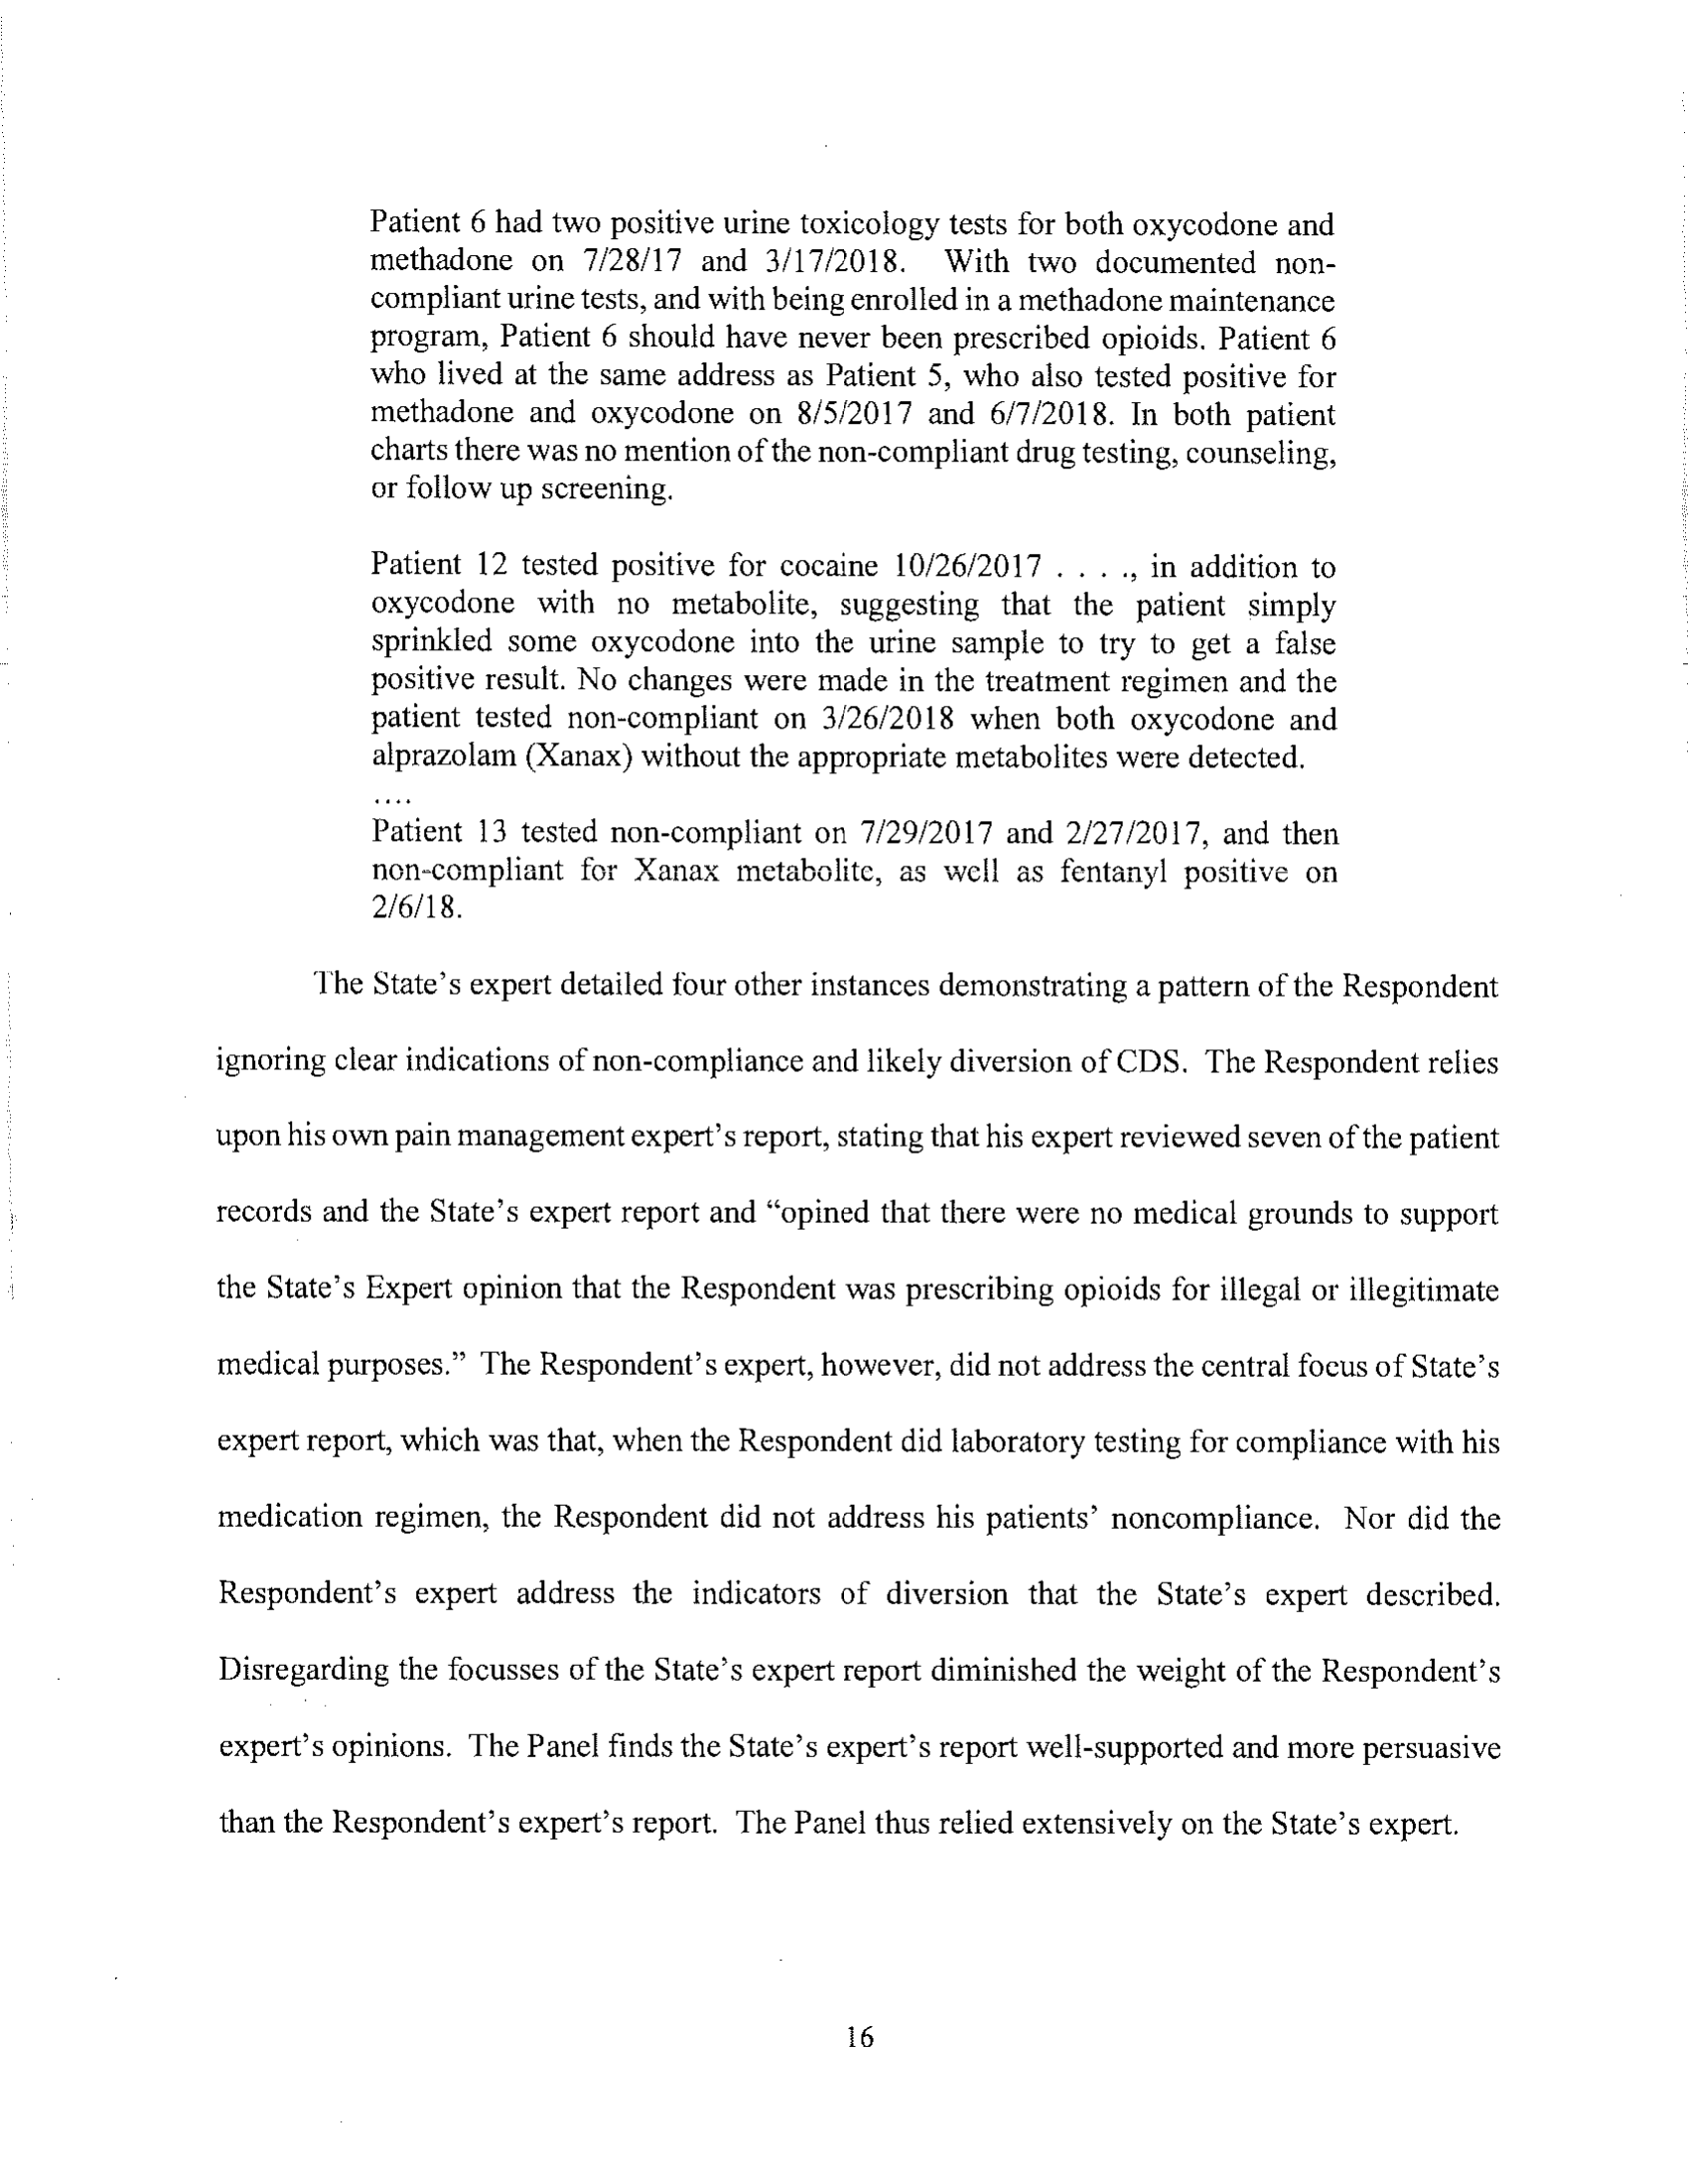 Patient 6 had two positive urine toxicology tests for both oxycodone and
methadone on 7/28/17 and 3/17/2018. With two documented non-
compliant urine tests, and with being enrolled in a methadone maintenance
program, Patient 6 should have never been prescribed opioids. Patient 6
who lived at the same address as Patient 5, who also tested positive for
methadone and oxycodone on 8/5/2017 and 6/7/2018. In both patient
charts there was no mention of the non-compliant drug testing, counseling,
or follow up screening.
Patient 12 tested positive for cocaine 10/26/2017 . . . ., in addition to
oxycodone with no metabolite, suggesting that the patient simply
sprinkled some oxycodone into the urine sample to try to get a false
positive result. No changes were made in the treatment regimen and the
patient tested non-compliant on 3/26/2018 when both oxycodone and
alprazolam (Xanax) without the appropriate metabolites were detected.
....
Patient 13 tested non-compliant on 7/29/2017 and 2/27/2017, and then
non-compliant for Xanax metabolite, as well as fentanyl positive on
2/6/18.
The State's expert detailed four other instances demonstrating a pattern of the Respondent
ignoring clear indications of non-compliance and likely diversion of CDS. The Respondent relies
upon his own pain management expert's report, stating that his expert reviewed seven of the patient
records and the State's expert report and “opined that there were no medical grounds to support
the State's Expert opinion that the Respondent was prescribing opioids for illegal or illegitimate
medical purposes.” The Respondent's expert, however, did not address the central focus of State's
expert report, which was that, when the Respondent did laboratory testing for compliance with his
medication regimen, the Respondent did not address his patients' noncompliance. Nor did the
Respondent's expert address the indicators of diversion that the State's expert described.
Disregarding the focusses of the State's expert report diminished the weight of the Respondent's
expert's opinions. The Panel finds the State's expert's report well-supported and more persuasive
than the Respondent's expert's report. The Panel thus relied extensively on the State's expert.
16